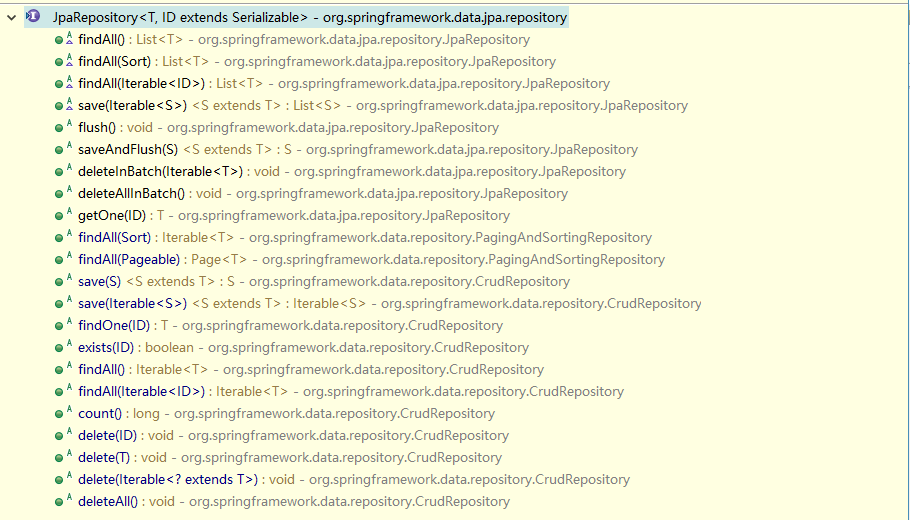 JpaRepository<T, ID extends Serializable> - org.springframework.data.jpa.repository
findAll() : List<T> - org.springframework.data.jpa.repository.JpaRepository
findAll(Sort) : List<T> - org.springframework.data.jpa.repository.JpaRepository
findAll(Iterable<ID>) : List<T> - org.springframework.data.jpa.repository.JpaRepository
save(Iterable<S>) <S extends T> : List<S> - org.springframework.data.jpa.repository.JpaRepository
flush() : void - org.springframework.data.jpa.repository.JpaRepository
saveAndFlush(S) <S extends T> : S - org.springframework.data.jpa.repository.JpaRepository
deleteInBatch(Iterable<T>) : void - org.springframework.data.jpa.repository.JpaRepository
deleteAllInBatch() : void - org.springframework.data.jpa.repository.JpaRepository
getOne(ID) : T - org.springframework.data.jpa.repository.JpaRepository
findAll(Sort) : Iterable<T> - org.springframework.data.repository.PagingAndSortingRepository
findAll(Pageable) : Page<T> - org.springframework.data.repository.PagingAndSortingRepository
save(S) <S extends T> : S - org.springframework.data.repository.CrudRepository
save(Iterable<S>) <S extends T> : Iterable<S> - org.springframework.data.repository.CrudRepository
findOne(ID) : T - org.springframework.data.repository.CrudRepository
exists(ID) : boolean - org.springframework.data.repository.CrudRepository
findAll() : Iterable<T> - org.springframework.data.repository.CrudRepository
findAll(Iterable<ID>) : Iterable<T> - org.springframework.data.repository.CrudRepository
count() : long - org.springframework.data.repository.CrudRepository
delete(ID) : void - org.springframework.data.repository.CrudRepository
delete(T) : void - org.springframework.data.repository.CrudRepository
delete(Iterable<? extends T>) : void - org.springframework.data.repository.CrudRepository
deleteAll() : void - org.springframework.data.repository.CrudRepository